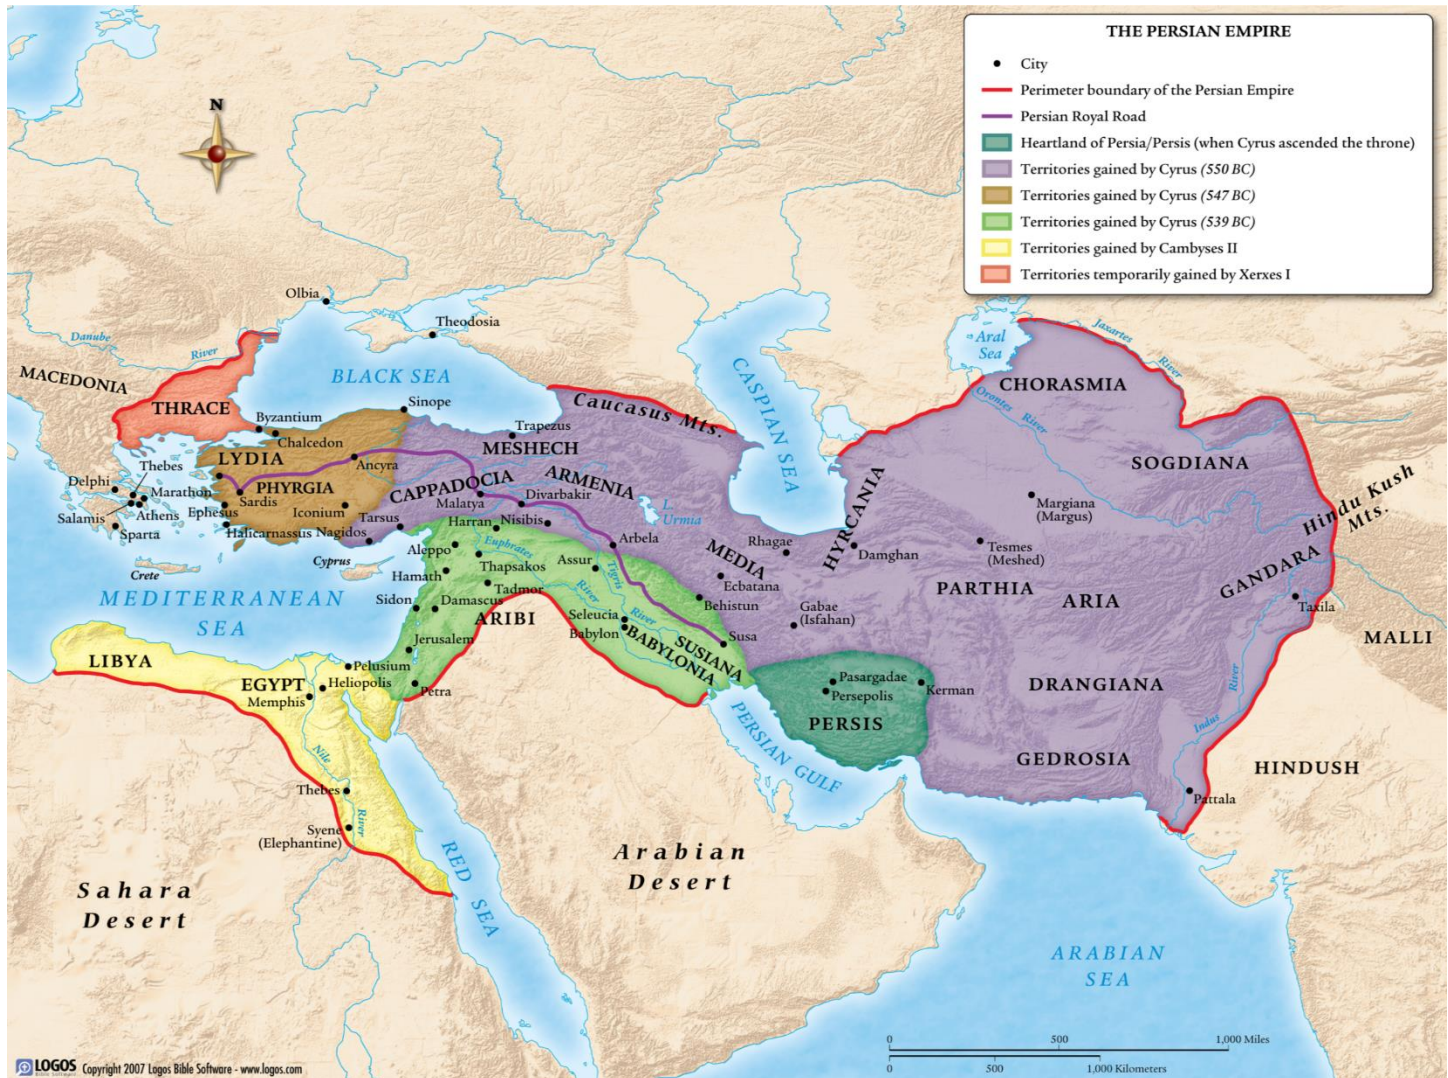 THE PERSIAN EMPIRE
City
Perimeter boundary of the Persian Empire
Persian Royal Road
Heartland of Persia/Persis (when Cyrus ascended the throne)
Territories gained by Cyrus (550 BC)
Territories gained by Cyrus (547 BC)
Territories gained by Cyrus (539 BC)
Territories gained by Cambyses II
Territories temporarily gained by Xerxes I
N
Olbia
Theodosia
Danube
River
MACEDONIA
BLACK SEA
THRACE
Byzantium
Chalcedon
Sinope
Trapezus
Caucasus Mts.
CASPIAN SEA
Aral
Sea
Jaxartes
River
CHORASMIA
Orontes
River
SOGDIANA
Hindu Kush
Mts.
LYDIA
PHYRGIA
Ancyra
MESHECH
CAPPADOCIA
ARMENIA
Malatya
Divarbakir
L.
Urmia
Thebes
Delphi
Marathon
Salamis
Athens
Sparta
Ephesus
Sardis
Iconium
Halicarnassus
Nagidos
Tarsus
Harran
Nisibis
Crete
Cyprus
Aleppo
Euphrates
River
Thapsakos
Hamath
Tadmor
Assur
Tigris
River
Arbela
MEDIA
Rhagae
HYRCANIA
Damghan
Margiana
(Margus)
Tesmes
(Meshed)
PARTHIA
ARIA
GANDARA
Taxila
MALLI
Ecbatana
Behistun
Gabae
(Isfahan)
MEDITERRANEAN
SEA
Sidon
Damascus
ARIBI
Seleucia
Babylon
BABYLONIA
SUSIANA
Susa
Jerusalem
Petra
LIBYA
EGYPT
Pelusium
Heliopolis
Memphis
Nile
River
Thebes
Syene
(Elephantine)
Pasargadae
Persepolis
Kerman
PERSIS
PERSIAN GULF
DRANGIANA
GEDROSIA
Indus
River
HINDUSH
Pattala
Sahara
Desert
RED SEA
Arabian
Desert
ARABIAN
SEA
0 500 1,000 Miles
0 500 1,000 Kilometers
LOGOS
Copyright 2007 Logos Bible Software - www.logos.com